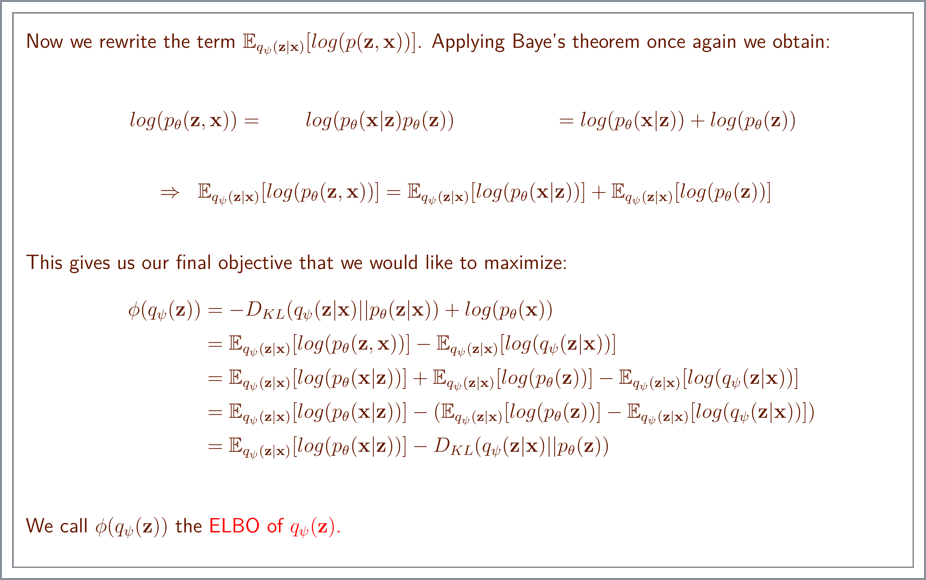 Now we rewrite the term $\mathbb{E}_{q_\psi(\mathbf{z}|\mathbf{x})}[log(p(\mathbf{z},\mathbf{x}))]$. Applying Baye's theorem once again we obtain:
$log(p_\theta(\mathbf{z},\mathbf{x})) = \quad log(p_\theta(\mathbf{x}|\mathbf{z})p_\theta(\mathbf{z})) \quad = log(p_\theta(\mathbf{x}|\mathbf{z})) + log(p_\theta(\mathbf{z}))$
$\Rightarrow \mathbb{E}_{q_\psi(\mathbf{z}|\mathbf{x})}[log(p_\theta(\mathbf{z},\mathbf{x}))] = \mathbb{E}_{q_\psi(\mathbf{z}|\mathbf{x})}[log(p_\theta(\mathbf{x}|\mathbf{z}))] + \mathbb{E}_{q_\psi(\mathbf{z}|\mathbf{x})}[log(p_\theta(\mathbf{z}))]$
This gives us our final objective that we would like to maximize:
$\phi(q_\psi(\mathbf{z})) = -D_{KL}(q_\psi(\mathbf{z}|\mathbf{x})||p_\theta(\mathbf{z}|\mathbf{x})) + log(p_\theta(\mathbf{x}))$
$= \mathbb{E}_{q_\psi(\mathbf{z}|\mathbf{x})}[log(p_\theta(\mathbf{z},\mathbf{x}))] - \mathbb{E}_{q_\psi(\mathbf{z}|\mathbf{x})}[log(q_\psi(\mathbf{z}|\mathbf{x}))]$
$= \mathbb{E}_{q_\psi(\mathbf{z}|\mathbf{x})}[log(p_\theta(\mathbf{x}|\mathbf{z}))] + \mathbb{E}_{q_\psi(\mathbf{z}|\mathbf{x})}[log(p_\theta(\mathbf{z}))] - \mathbb{E}_{q_\psi(\mathbf{z}|\mathbf{x})}[log(q_\psi(\mathbf{z}|\mathbf{x}))]$
$= \mathbb{E}_{q_\psi(\mathbf{z}|\mathbf{x})}[log(p_\theta(\mathbf{x}|\mathbf{z}))] - (\mathbb{E}_{q_\psi(\mathbf{z}|\mathbf{x})}[log(p_\theta(\mathbf{z}))] - \mathbb{E}_{q_\psi(\mathbf{z}|\mathbf{x})}[log(q_\psi(\mathbf{z}|\mathbf{x}))])$
$= \mathbb{E}_{q_\psi(\mathbf{z}|\mathbf{x})}[log(p_\theta(\mathbf{x}|\mathbf{z}))] - D_{KL}(q_\psi(\mathbf{z}|\mathbf{x})||p_\theta(\mathbf{z}))$
We call $\phi(q_\psi(\mathbf{z}))$ the ELBO of $q_\psi(\mathbf{z})$.